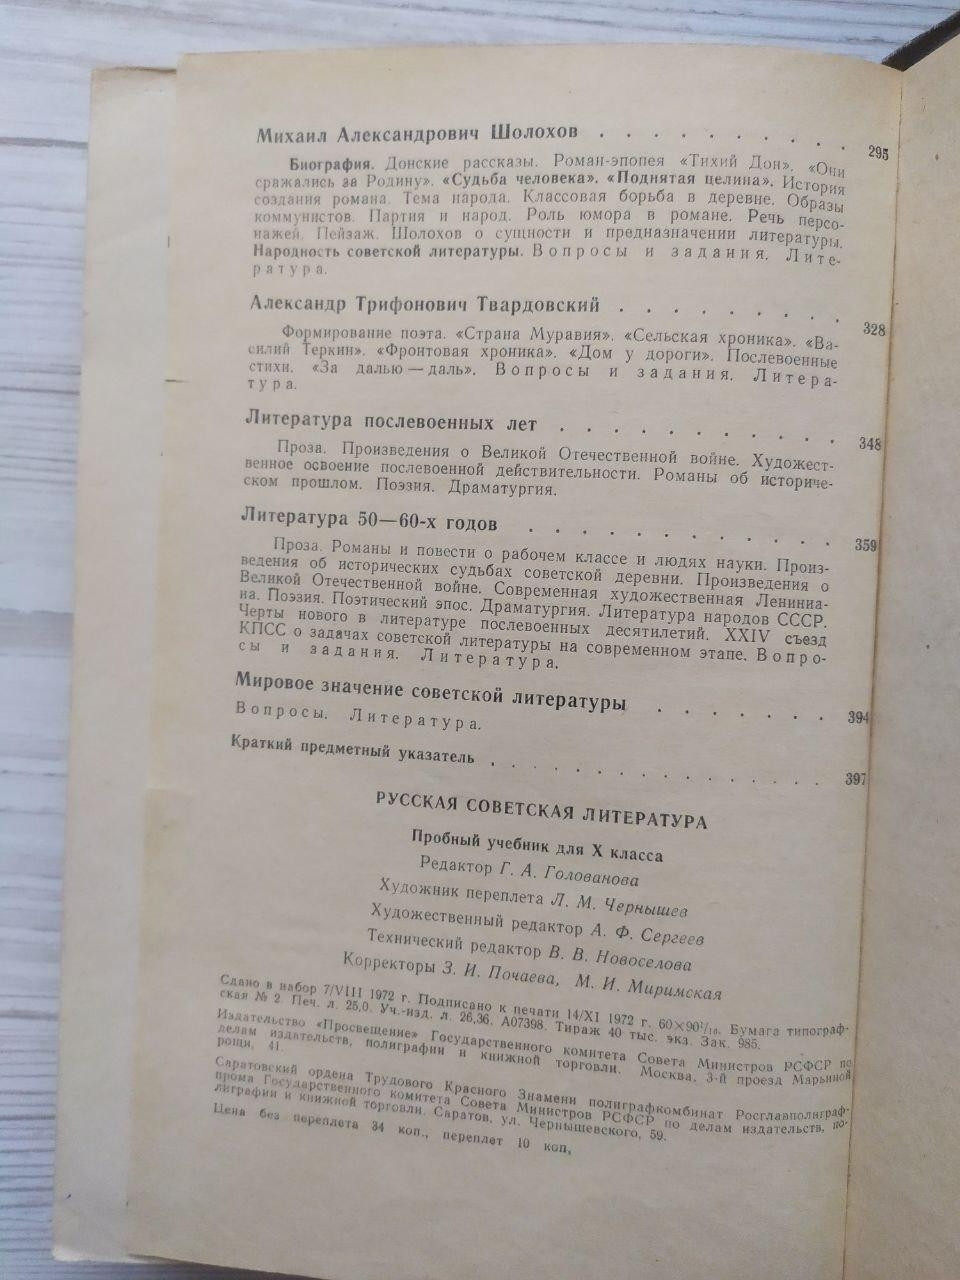 Михаил Александрович Шолохов . . . . . . . . . . 295
Биография. Донские рассказы. Роман-эпопея «Тихий Дон». «Они
сражались за Родину». «Судьба человека». «Поднятая целина». История
создания романа. Тема народа. Классовая борьба в деревне. Образы
коммунистов. Партия и народ. Роль юмора в романе. Речь персо-
нажей. Пейзаж. Шолохов о сущности и предназначении литературы.
Народность советской литературы. Вопросы и задания. Лите-
ратура.
Александр Трифонович Твардовский . . . . . . . . . 328
Формирование поэта. «Страна Муравия». «Сельская хроника». «Ва-
силий Теркин». «Фронтовая хроника». «Дом у дороги». Послевоенные
стихи. «За далью — даль». Вопросы и задания. Литера-
тура.
Литература послевоенных лет . . . . . . . . . . . 348
Проза. Произведения о Великой Отечественной войне. Художест-
венное освоение послевоенной действительности. Романы об историче-
ском прошлом. Поэзия. Драматургия.
Литература 50—60-х годов . . . . . . . . . . . . 359
Проза. Романы и повести о рабочем классе и людях науки. Произ-
ведения об исторических судьбах советской деревни. Произведения о
Великой Отечественной войне. Современная художественная Лениниа-
на. Поэзия. Поэтический эпос. Драматургия. Литература народов СССР.
Черты нового в литературе послевоенных десятилетий. XXIV съезд
КПСС о задачах советской литературы на современном этапе. Вопро-
сы и задания. Литература.
Мировое значение советской литературы . . . . . . . 394
Вопросы. Литература.
Краткий предметный указатель . . . . . . . . . . . . . . 397
РУССКАЯ СОВЕТСКАЯ ЛИТЕРАТУРА
Пробный учебник для X класса
Редактор Г. А. Голованова
Художник переплета Л. М. Чернышев
Художественный редактор А. Ф. Сергеев
Технический редактор В. В. Новоселова
Корректоры З. И. Почаева, М. И. Миримская
Сдано в набор 7/VIII 1972 г. Подписано к печати 14/XI 1972 г. 60×90¹/₁₆. Бумага типограф-
ская № 2. Печ. л. 25,0. Уч.-изд. л. 26,36. А07398. Тираж 40 тыс. экз. Зак. 985.
Издательство «Просвещение» Государственного комитета Совета Министров РСФСР по
делам издательств, полиграфии и книжной торговли. Москва, 3-й проезд Марьиной
рощи, 41.
Саратовский ордена Трудового Красного Знамени полиграфкомбинат Росглавполиграф-
прома Государственного комитета Совета Министров РСФСР по делам издательств, по-
лиграфии и книжной торговли. Саратов, ул. Чернышевского, 59.
Цена без переплета 34 коп., переплет 10 коп,